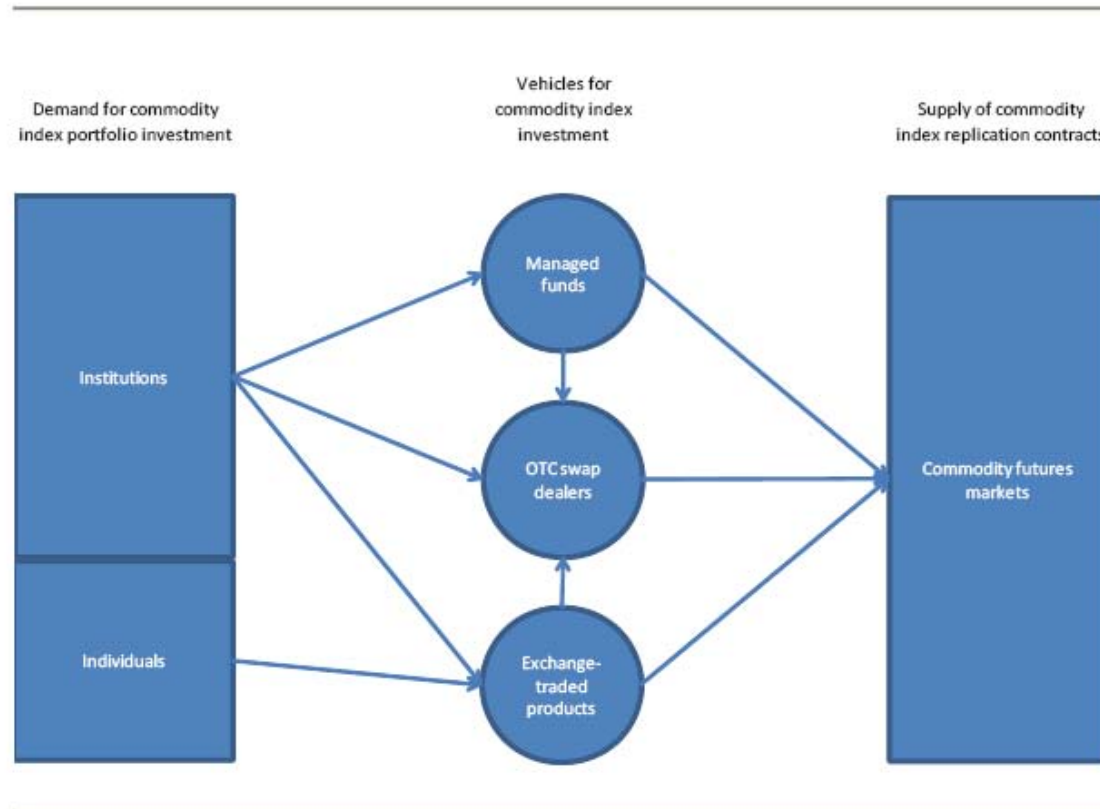 Demand for commodity
index portfolio investment
Vehicles for
commodity index
investment
Supply of commodity
index replication contracts
Institutions
Individuals
Managed
funds
OTC swap
dealers
Exchange-
traded
products
Commodity futures
markets